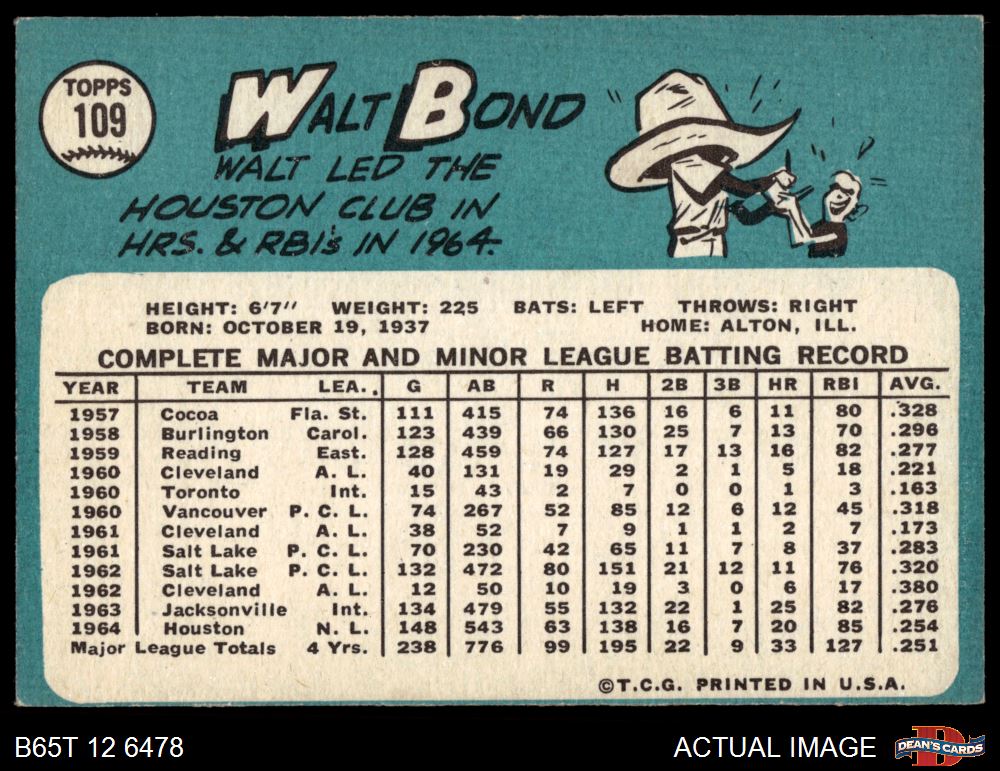 TOPPS
109
WALT BOND
WALT LED THE
HOUSTON CLUB IN
HRS. & RBI's IN 1964.
HEIGHT: 6'7" WEIGHT: 225 BATS: LEFT THROWS: RIGHT
BORN: OCTOBER 19, 1937 HOME: ALTON, ILL.
COMPLETE MAJOR AND MINOR LEAGUE BATTING RECORD
YEAR TEAM LEA. G AB R H 2B 3B HR RBI AVG.
1957 Cocoa Fla. St. 111 415 74 136 16 6 11 80 .328
1958 Burlington Carol. 123 439 66 130 25 7 13 70 .296
1959 Reading East. 128 459 74 127 17 13 16 82 .277
1960 Cleveland A. L. 40 131 19 29 2 1 5 18 .221
1960 Toronto Int. 15 43 2 7 0 0 1 3 .163
1960 Vancouver P. C. L. 74 267 52 85 12 6 12 45 .318
1961 Cleveland A. L. 38 52 7 9 1 1 2 7 .173
1961 Salt Lake P. C. L. 70 230 42 65 11 7 8 37 .283
1962 Salt Lake P. C. L. 132 472 80 151 21 12 11 76 .320
1962 Cleveland A. L. 12 50 10 19 3 0 6 17 .380
1963 Jacksonville Int. 134 479 55 132 22 1 25 82 .276
1964 Houston N. L. 148 543 63 138 16 7 20 85 .254
Major League Totals 4 Yrs. 238 776 99 195 22 9 33 127 .251
©T.C.G. PRINTED IN U.S.A.
B65T 12 6478 ACTUAL IMAGE
DEAN'S CARDS